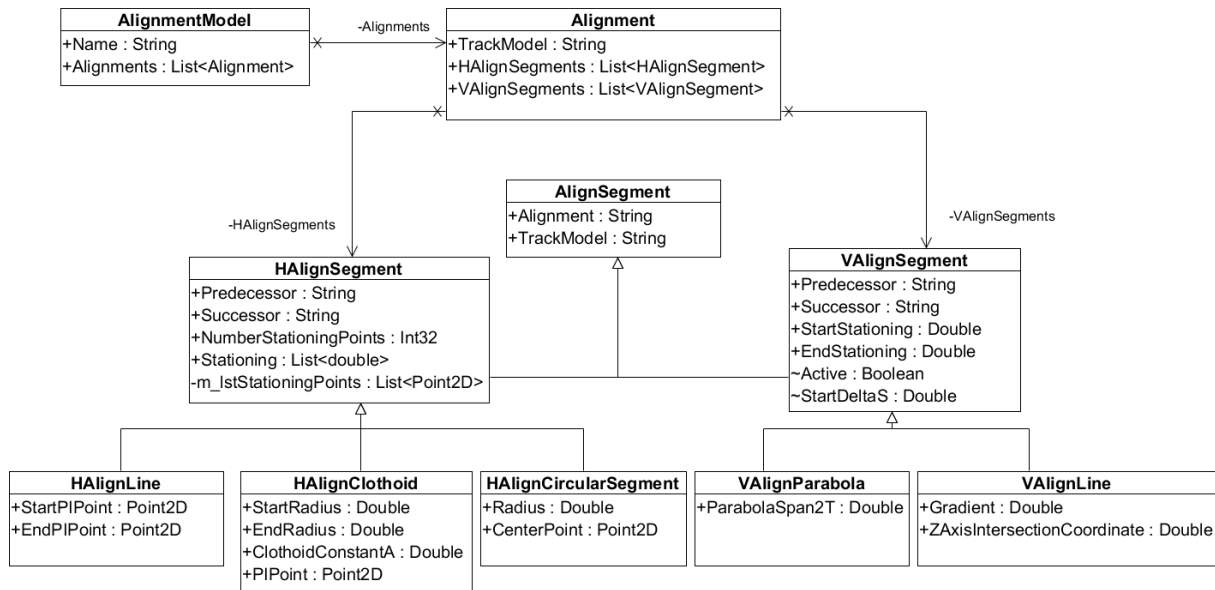 AlignmentModel
+Name : String
+Alignments : List<Alignment>
-Alignments
Alignment
+TrackModel : String
+HAlignSegments : List<HAlignSegment>
+VAlignSegments : List<VAlignSegment>
AlignSegment
+Alignment : String
+TrackModel : String
-HAlignSegments
-VAlignSegments
HAlignSegment
+Predecessor : String
+Successor : String
+NumberStationingPoints : Int32
+Stationing : List<double>
-m_lstStationingPoints : List<Point2D>
VAlignSegment
+Predecessor : String
+Successor : String
+StartStationing : Double
+EndStationing : Double
~Active : Boolean
~StartDeltaS : Double
HAlignLine
+StartPIPoint : Point2D
+EndPIPoint : Point2D
HAlignClothoid
+StartRadius : Double
+EndRadius : Double
+ClothoidConstantA : Double
+PIPoint : Point2D
HAlignCircularSegment
+Radius : Double
+CenterPoint : Point2D
VAlignParabola
+ParabolaSpan2T : Double
VAlignLine
+Gradient : Double
+ZAxisIntersectionCoordinate : Double